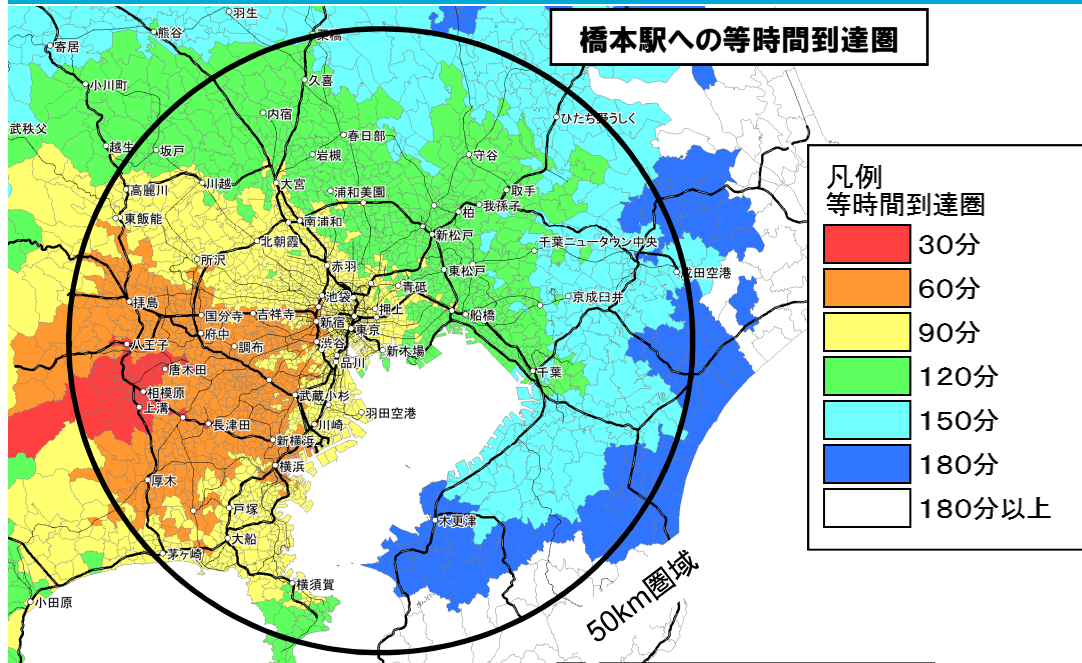 橋本駅への等時間到達圏
羽生
熊谷
寄居
久喜
小川町
内宿
ひたち野うしく
武秩父
春日部
越生
坂戸
岩槻
守谷
高麗川
川越
大宮
浦和美園
取手
我孫子
柏
東飯能
南浦和
新松戸
北朝霞
千葉ニュータウン中央
所沢
赤羽
東松戸
成田空港
青砥
京成臼井
拝島
池袋
国分寺
吉祥寺
新宿
押上
船橋
東京
府中
八王子
調布
渋谷
新木場
品川
唐木田
千葉
相模原
武蔵小杉
上溝
羽田空港
長津田
川崎
新横浜
横浜
厚木
戸塚
木更津
大船
茅ヶ崎
横須賀
小田原
50km圏域
凡例
等時間到達圏
30分
60分
90分
120分
150分
180分
180分以上